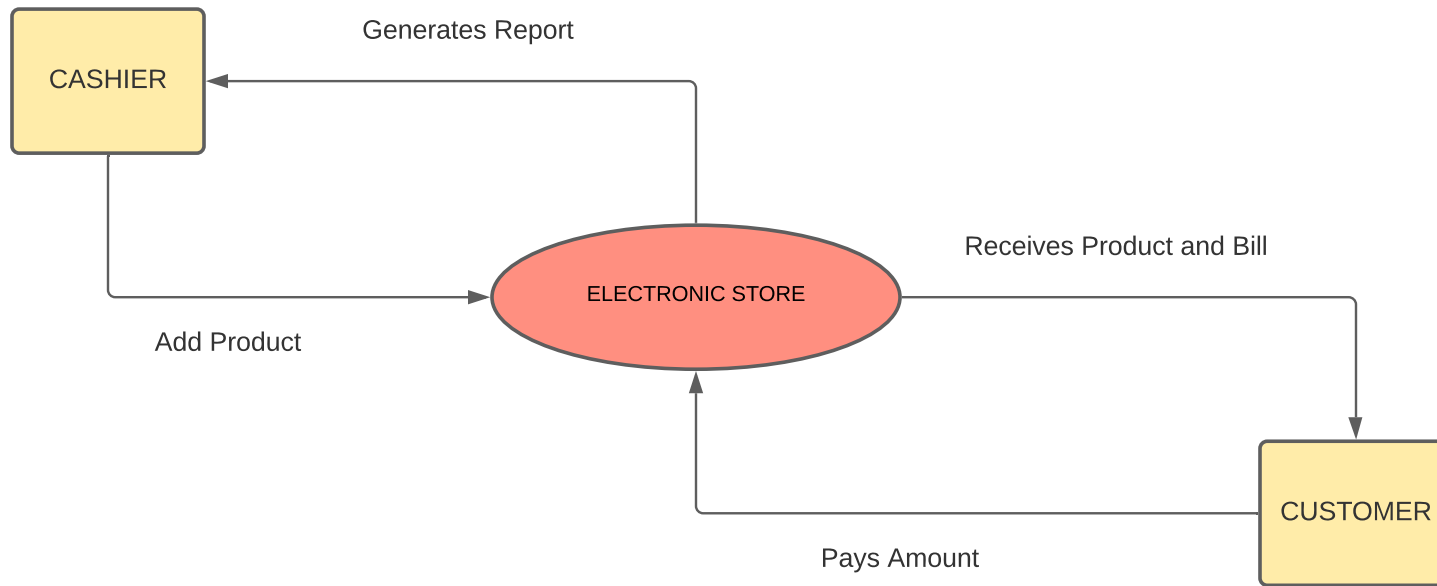 Generates Report
CASHIER
Receives Product and Bill
ELECTRONIC STORE
Add Product
CUSTOMER
Pays Amount